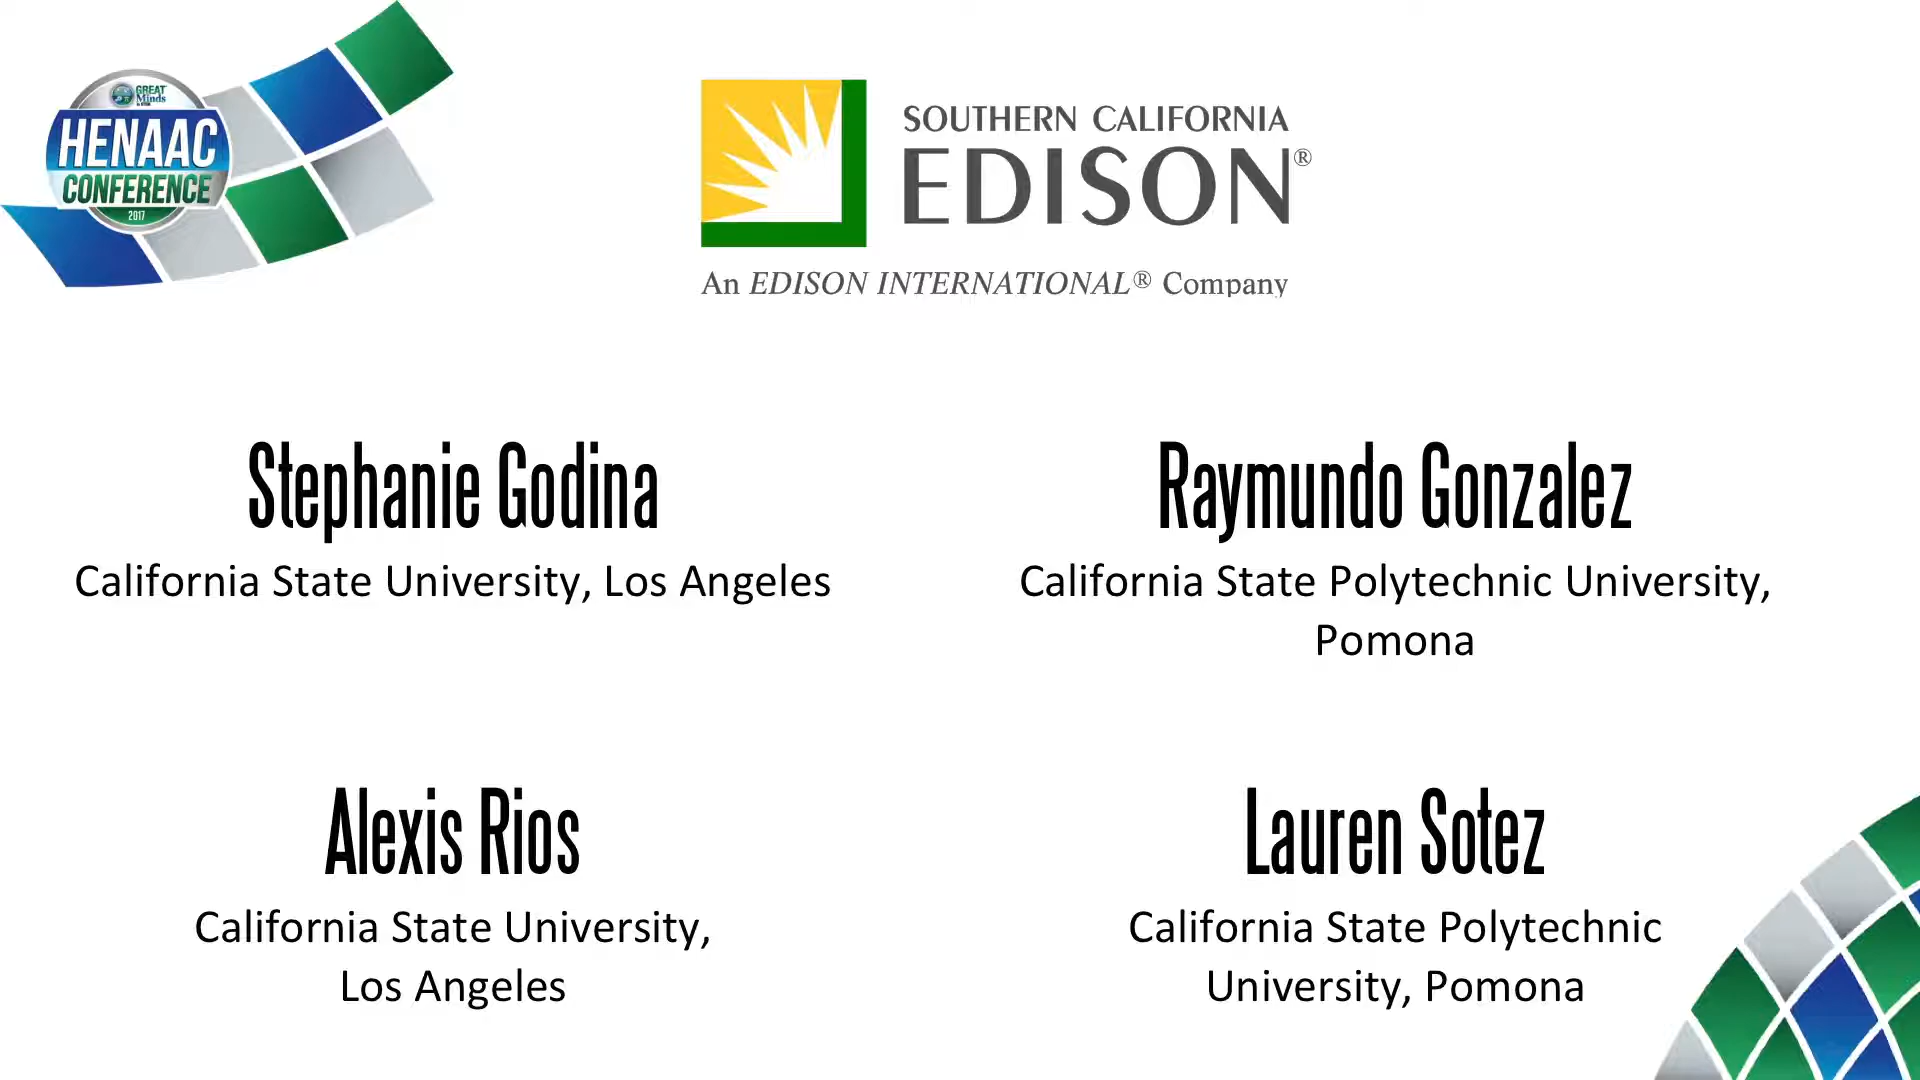 GREAT
Minds
HENAAC
CONFERENCE
2017
SOUTHERN CALIFORNIA
EDISON®
An EDISON INTERNATIONAL® Company
Stephanie Godina
California State University, Los Angeles
Raymundo Gonzalez
California State Polytechnic University,
Pomona
Alexis Rios
California State University,
Los Angeles
Lauren Sotez
California State Polytechnic
University, Pomona